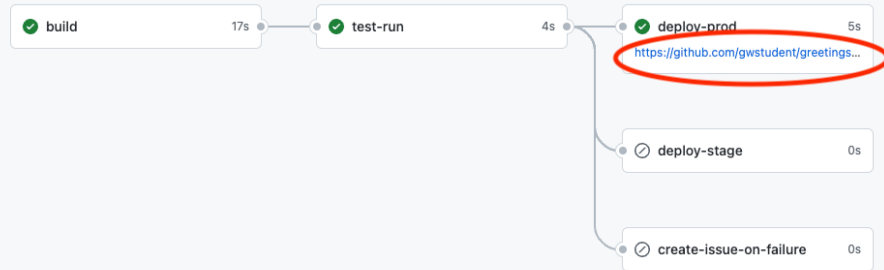 build 17s
test-run 4s
deploy-prod 5s
https://github.com/gwstudent/greetings...
deploy-stage 0s
create-issue-on-failure 0s